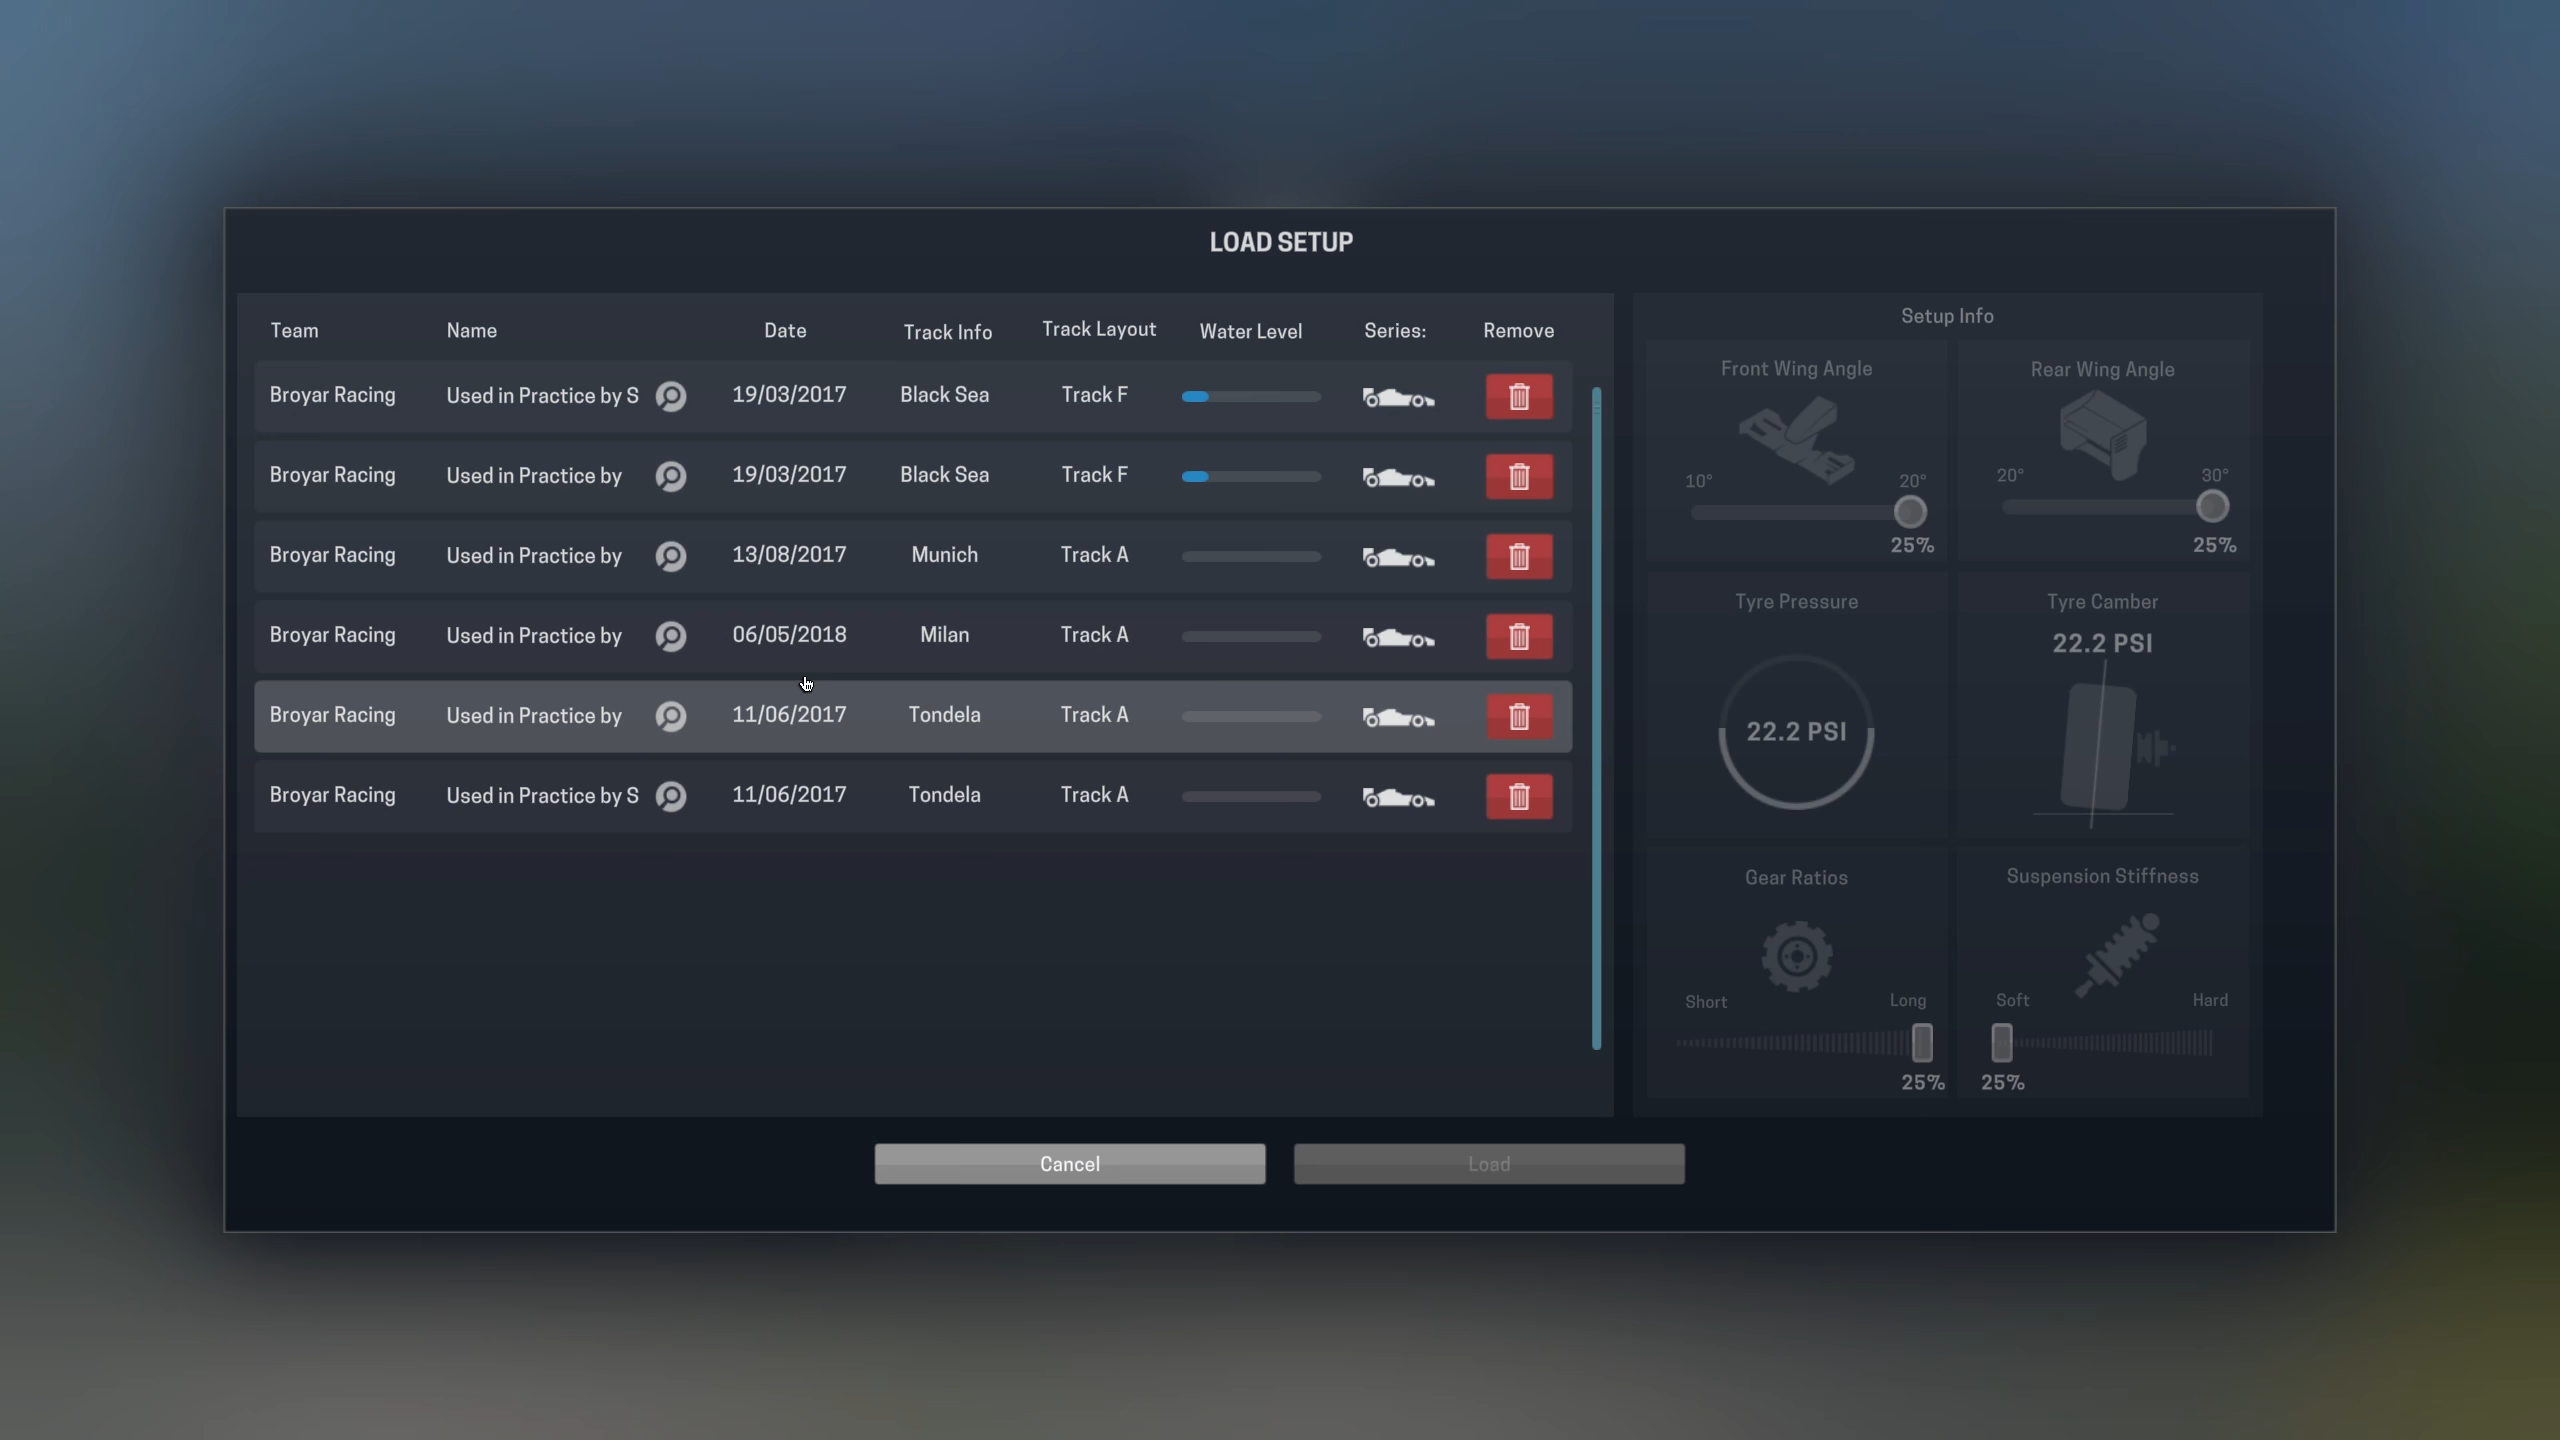 LOAD SETUP
Team Name Date Track Info Track Layout Water Level Series: Remove
Broyar Racing Used in Practice by S 19/03/2017 Black Sea Track F
Broyar Racing Used in Practice by 19/03/2017 Black Sea Track F
Broyar Racing Used in Practice by 13/08/2017 Munich Track A
Broyar Racing Used in Practice by 06/05/2018 Milan Track A
Broyar Racing Used in Practice by 11/06/2017 Tondela Track A
Broyar Racing Used in Practice by S 11/06/2017 Tondela Track A
Setup Info
Front Wing Angle Rear Wing Angle
10° 20° 20° 30°
25% 25%
Tyre Pressure Tyre Camber
22.2 PSI
22.2 PSI
Gear Ratios Suspension Stiffness
Short Long Soft Hard
25% 25%
Cancel Load